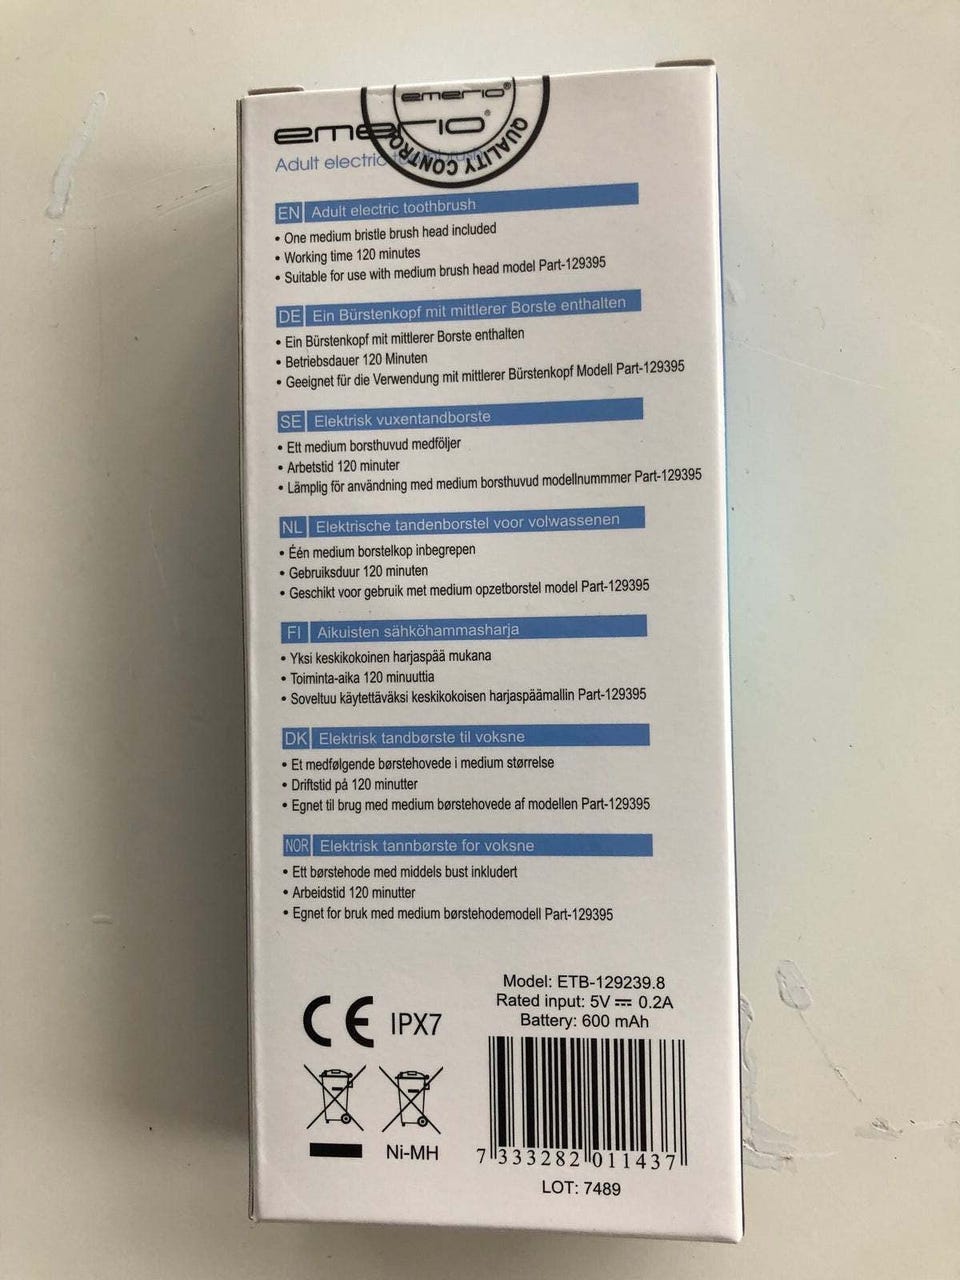 emerio®
QUALITY CONTROL
emerio®
Adult electric
EN Adult electric toothbrush
• One medium bristle brush head included
• Working time 120 minutes
• Suitable for use with medium brush head model Part-129395
DE Ein Bürstenkopf mit mittlerer Borste enthalten
• Ein Bürstenkopf mit mittlerer Borste enthalten
• Betriebsdauer 120 Minuten
• Geeignet für die Verwendung mit mittlerer Bürstenkopf Modell Part-129395
SE Elektrisk vuxentandborste
• Ett medium borsthuvud medföljer
• Arbetstid 120 minuter
• Lämplig för användning med medium borsthuvud modellnummmer Part-129395
NL Elektrische tandenborstel voor volwassenen
• Één medium borstelkop inbegrepen
• Gebruiksduur 120 minuten
• Geschikt voor gebruik met medium opzetborstel model Part-129395
FI Aikuisten sähköhammasharja
• Yksi keskikokoinen harjaspää mukana
• Toiminta-aika 120 minuuttia
• Soveltuu käytettäväksi keskikokoisen harjaspäämallin Part-129395
DK Elektrisk tandbørste til voksne
• Et medfølgende børstehovede i medium størrelse
• Driftstid på 120 minutter
• Egnet til brug med medium børstehovede af modellen Part-129395
NOR Elektrisk tannbørste for voksne
• Ett børstehode med middels bust inkludert
• Arbeidstid 120 minutter
• Egnet for bruk med medium børstehodemodell Part-129395
Model: ETB-129239.8
Rated input: 5V ⎓ 0.2A
Battery: 600 mAh
CE IPX7
Ni-MH
7 333282 011437
LOT: 7489